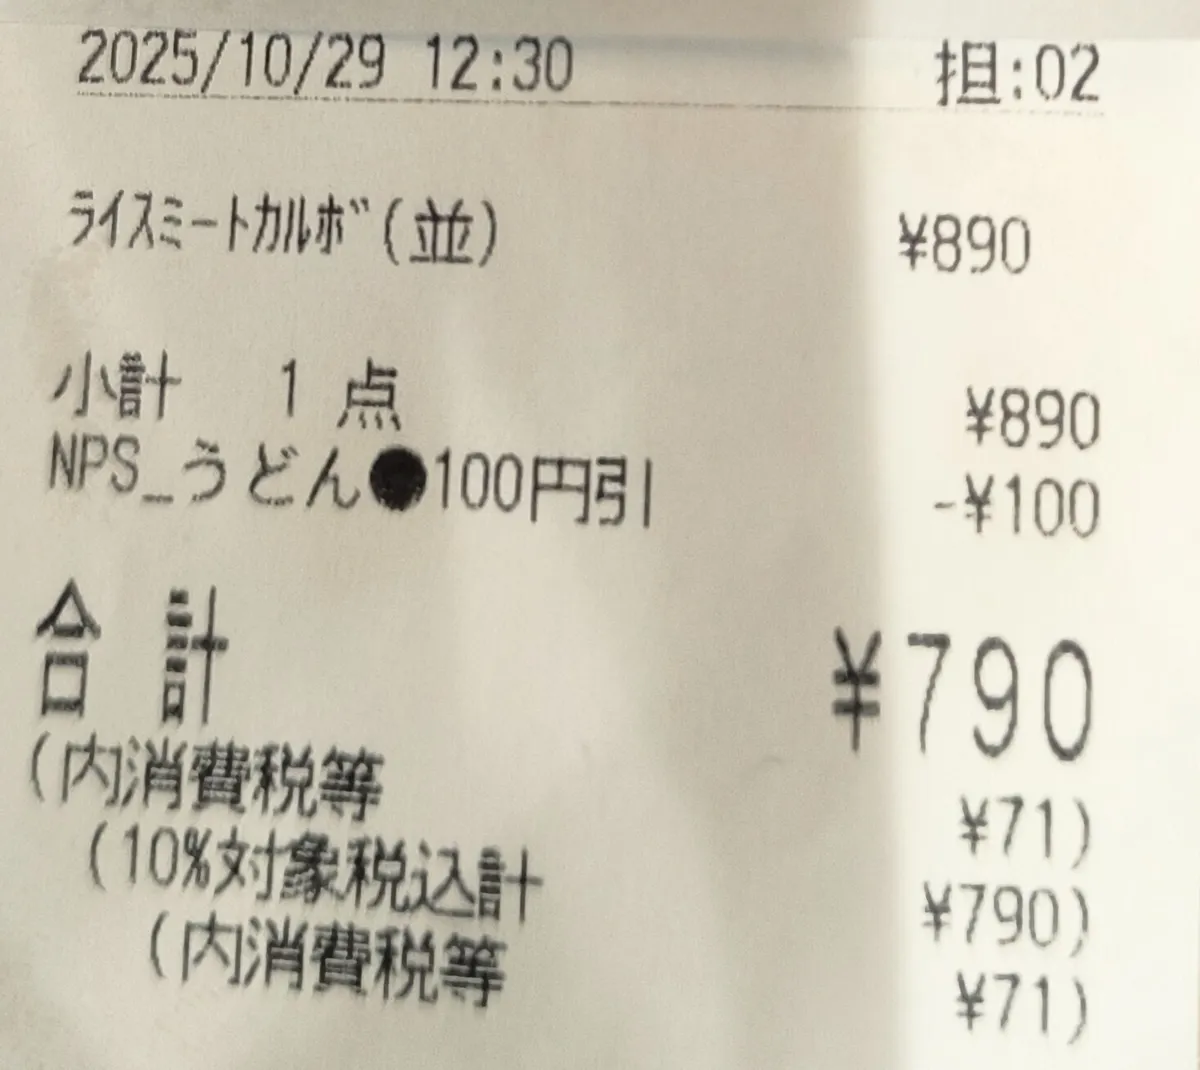 2025/10/29 12:30 担:02
ﾗｲｽﾐｰﾄｶﾙﾎﾞ(並) ¥890
小計 1 点 ¥890
NPS_うどん●100円引 -¥100
合 計 ¥790
(内消費税等 ¥71)
(10%対象税込計 ¥790)
(内消費税等 ¥71)